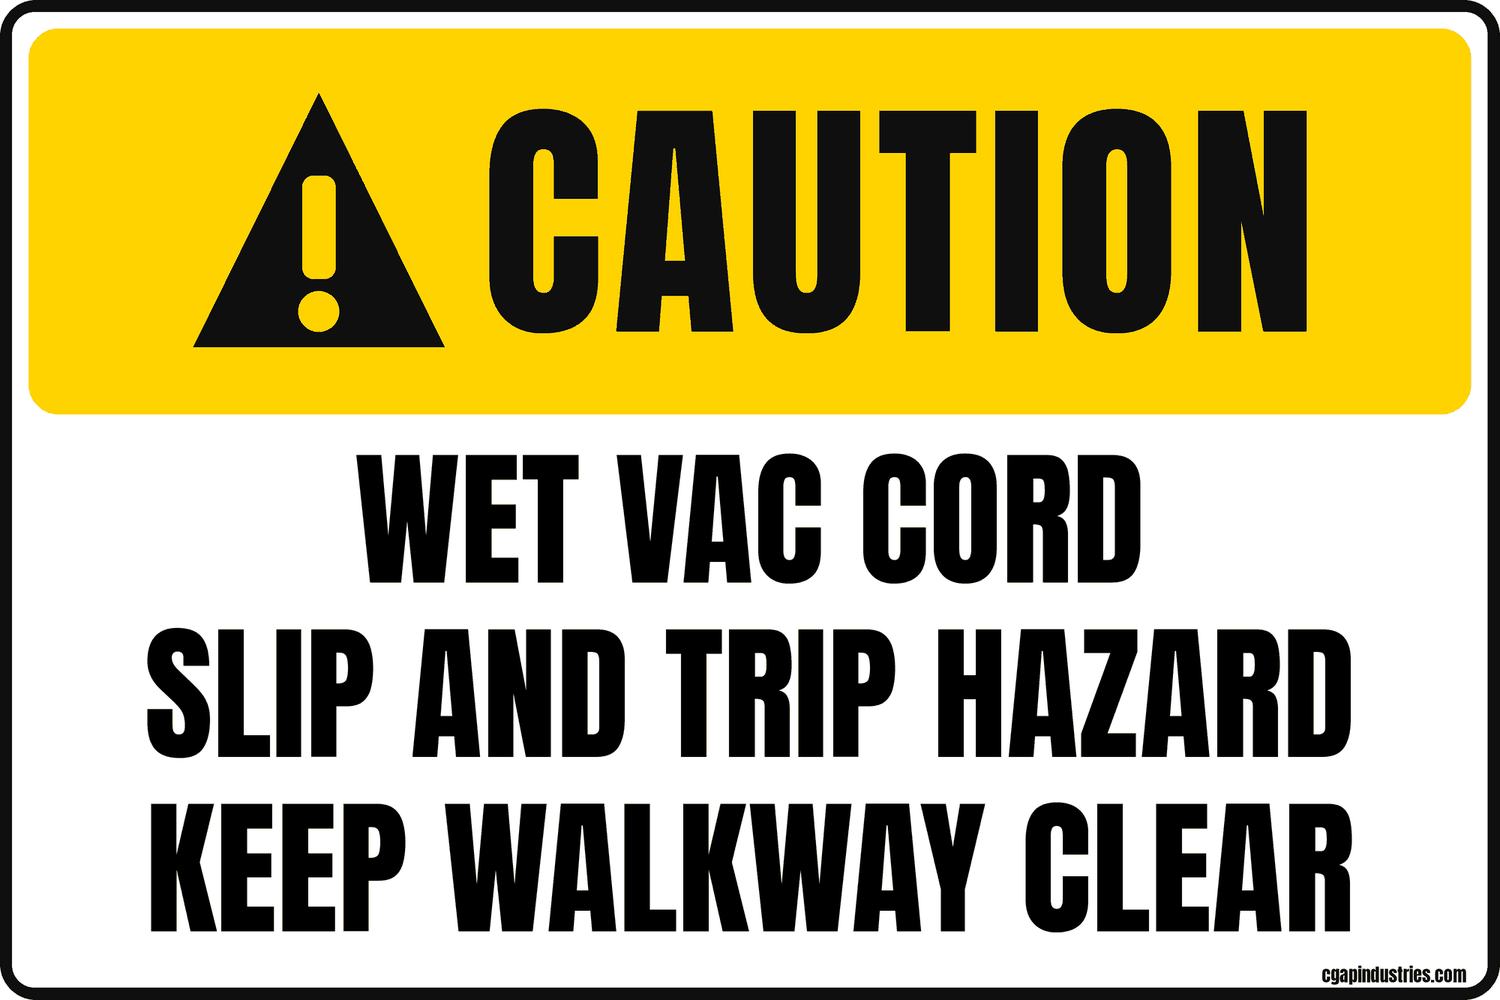 CAUTION
WET VAC CORD
SLIP AND TRIP HAZARD
KEEP WALKWAY CLEAR
cgapindustries.com